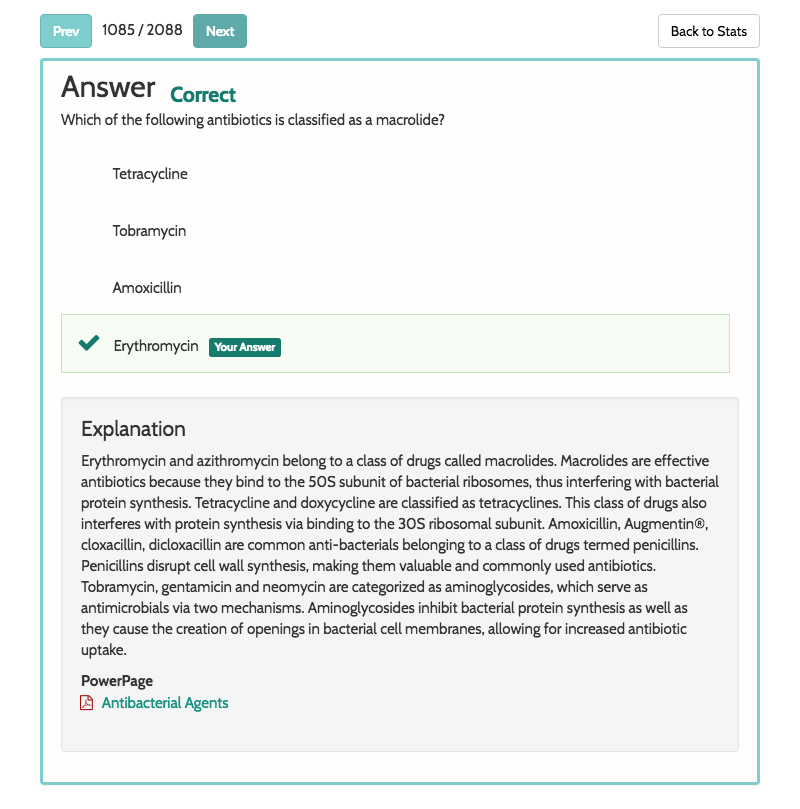 Prev 1085 / 2088 Next Back to Stats
Answer Correct
Which of the following antibiotics is classified as a macrolide?
Tetracycline
Tobramycin
Amoxicillin
Erythromycin Your Answer
Explanation
Erythromycin and azithromycin belong to a class of drugs called macrolides. Macrolides are effective
antibiotics because they bind to the 50S subunit of bacterial ribosomes, thus interfering with bacterial
protein synthesis. Tetracycline and doxycycline are classified as tetracyclines. This class of drugs also
interferes with protein synthesis via binding to the 30S ribosomal subunit. Amoxicillin, Augmentin®,
cloxacillin, dicloxacillin are common anti-bacterials belonging to a class of drugs termed penicillins.
Penicillins disrupt cell wall synthesis, making them valuable and commonly used antibiotics.
Tobramycin, gentamicin and neomycin are categorized as aminoglycosides, which serve as
antimicrobials via two mechanisms. Aminoglycosides inhibit bacterial protein synthesis as well as
they cause the creation of openings in bacterial cell membranes, allowing for increased antibiotic
uptake.
PowerPage
Antibacterial Agents